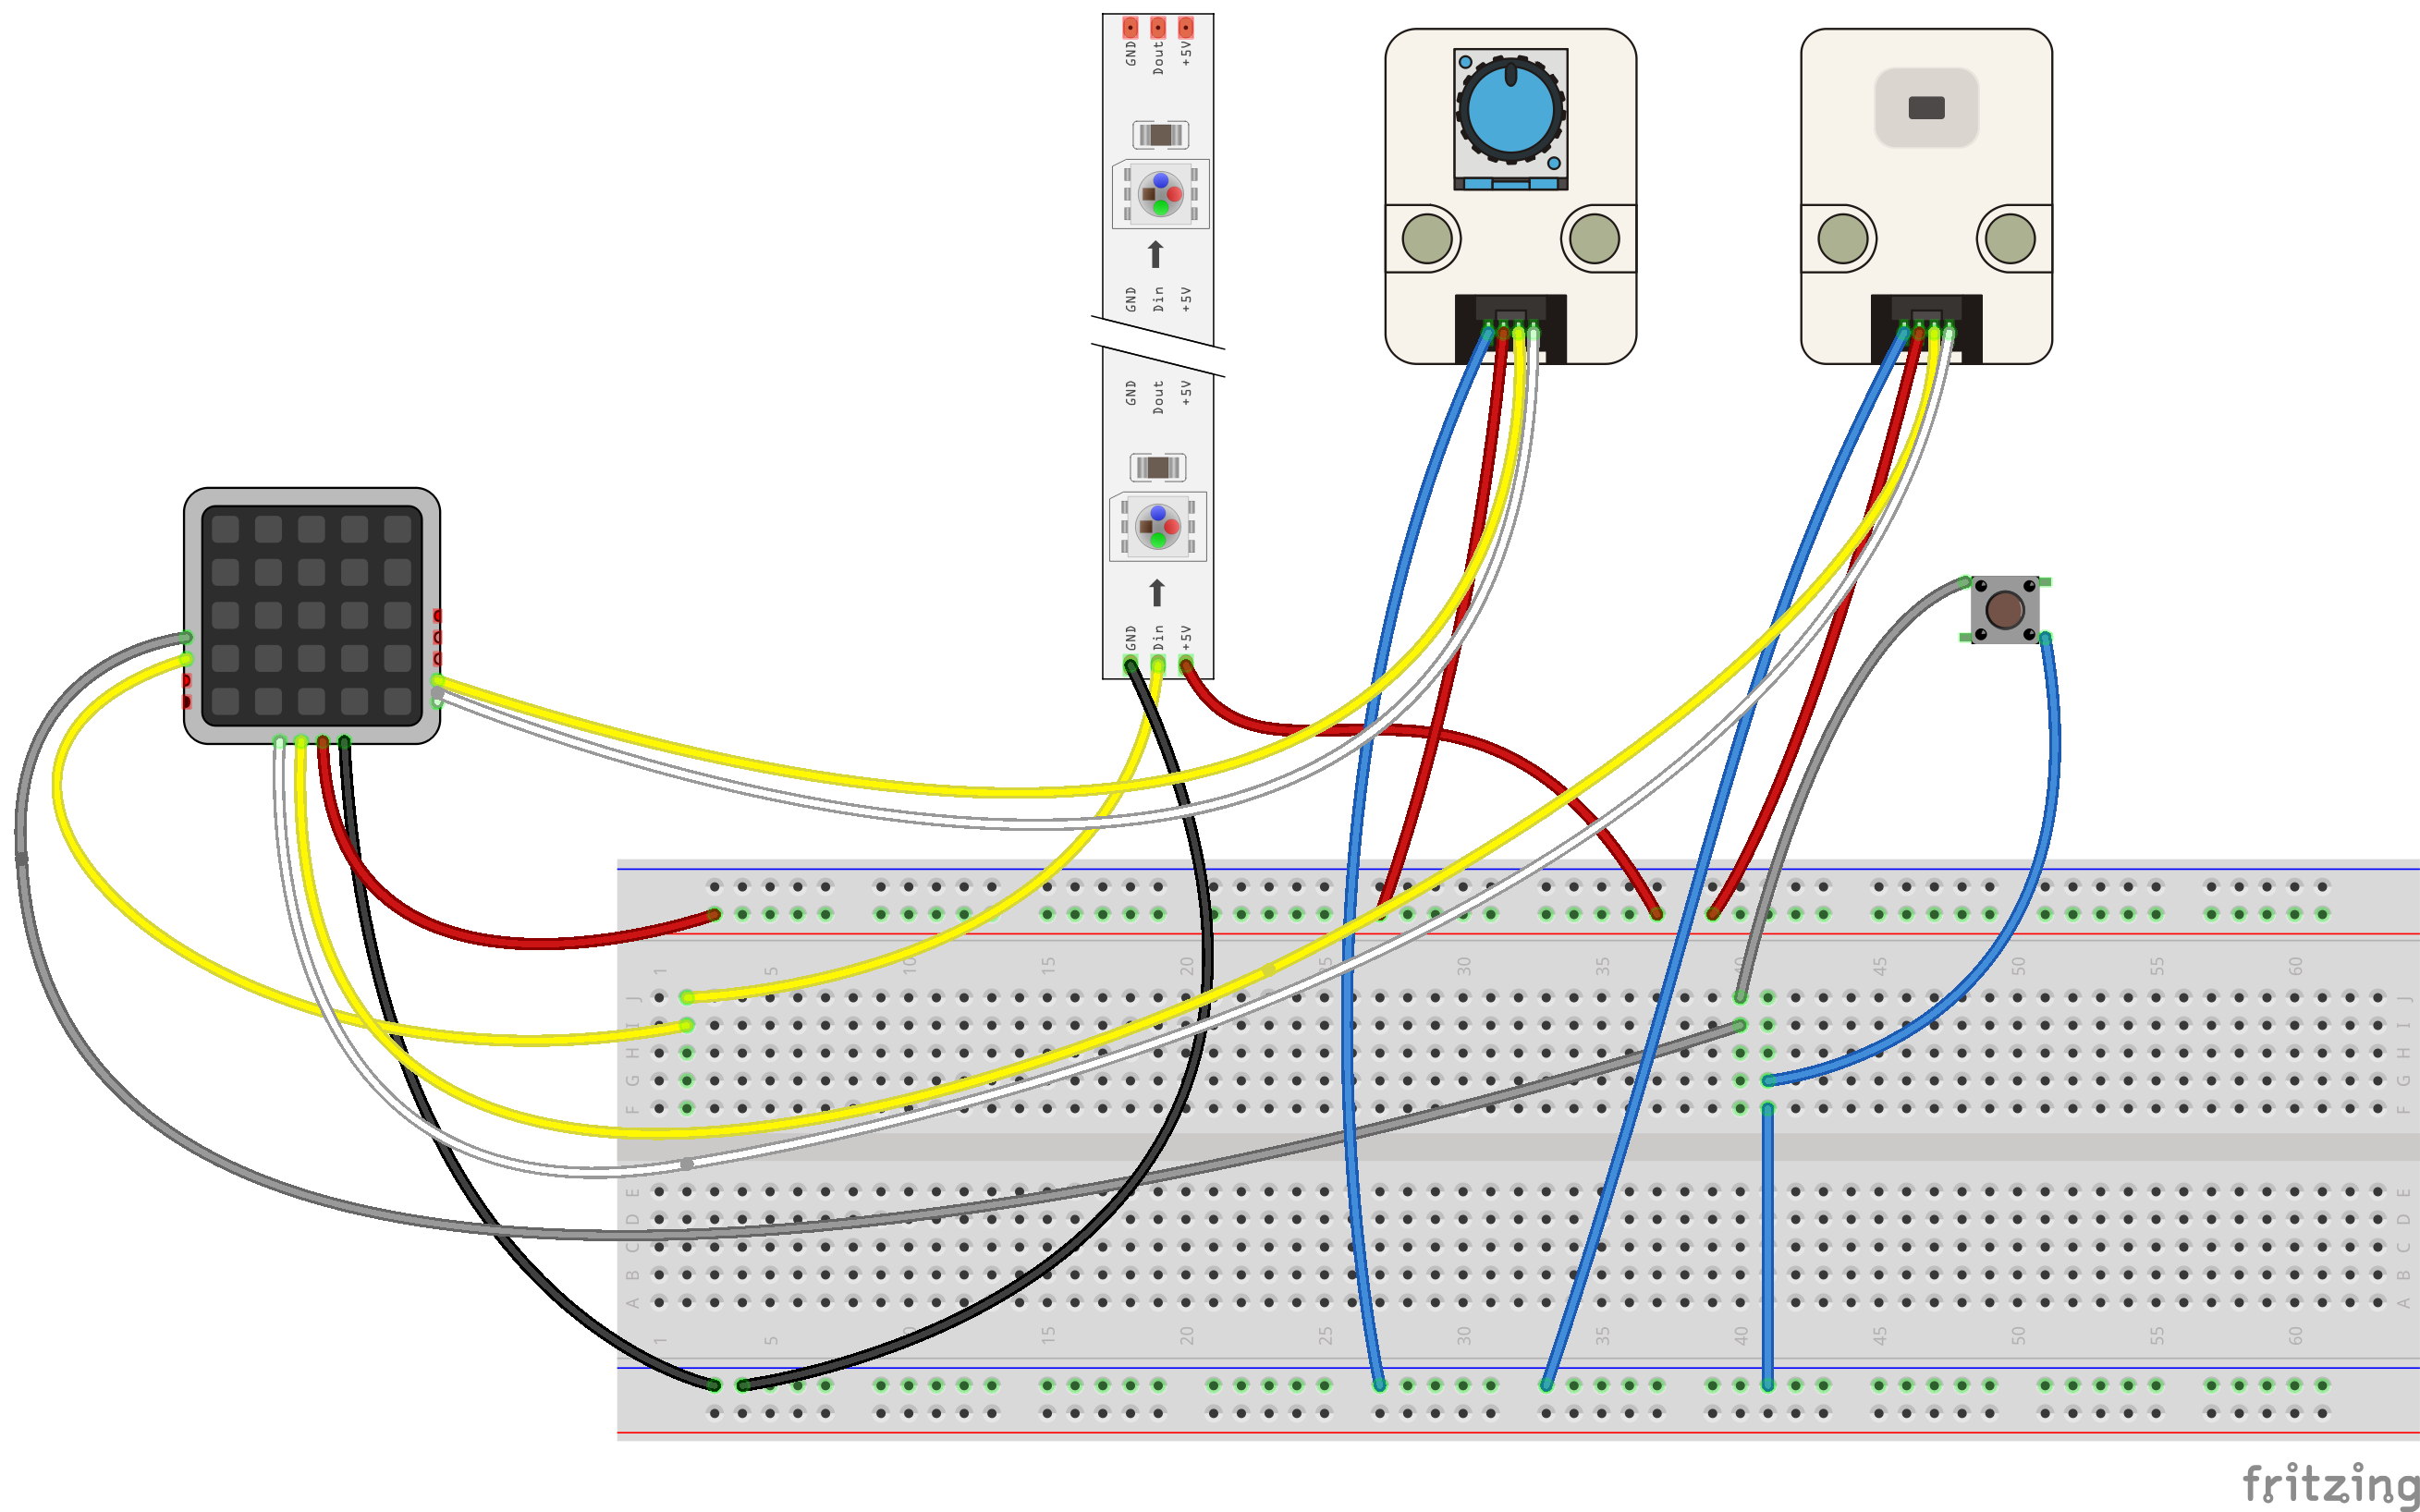 GND Dout +5V
GND Din +5V
GND Dout +5V
GND Din +5V
1 5 10 15 20 25 30 35 40 45 50 55 60
J J
I I
H H
G G
F F
E E
D D
C C
B B
A A
1 5 10 15 20 25 30 35 40 45 50 55 60
fritzing